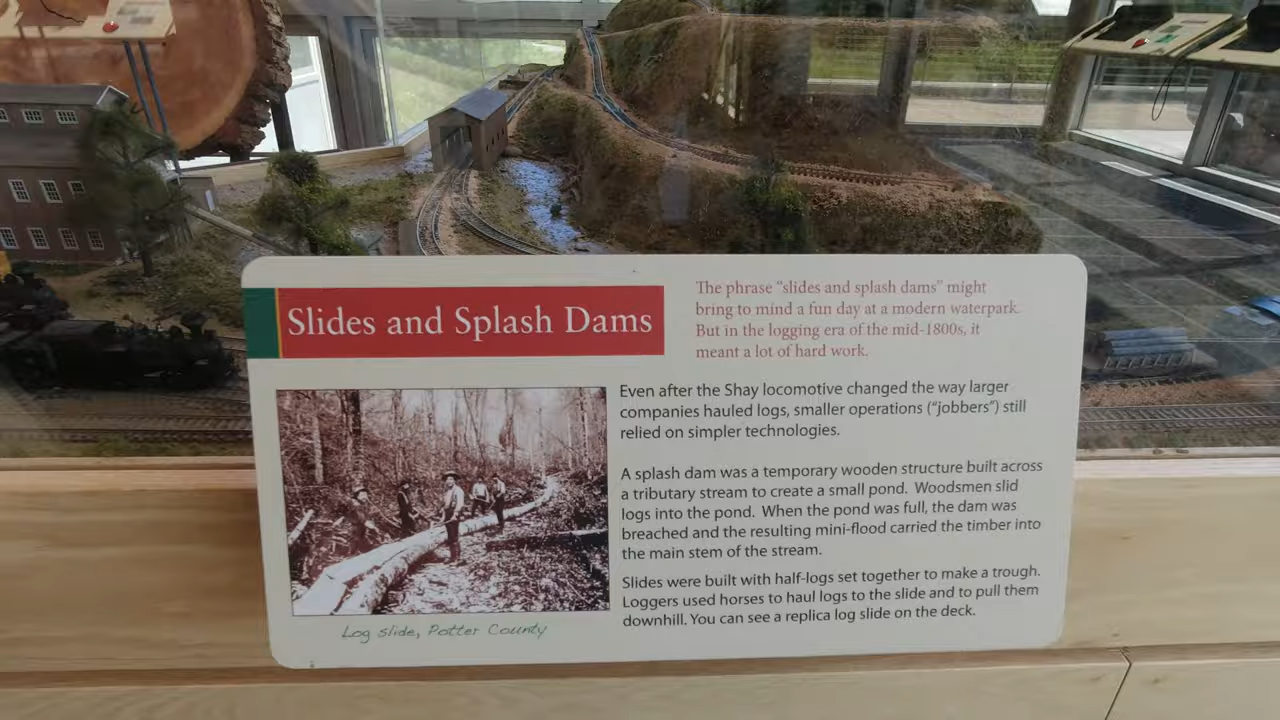 Slides and Splash Dams
The phrase “slides and splash dams” might
bring to mind a fun day at a modern waterpark.
But in the logging era of the mid-1800s, it
meant a lot of hard work.
Even after the Shay locomotive changed the way larger
companies hauled logs, smaller operations (“jobbers”) still
relied on simpler technologies.
A splash dam was a temporary wooden structure built across
a tributary stream to create a small pond. Woodsmen slid
logs into the pond. When the pond was full, the dam was
breached and the resulting mini-flood carried the timber into
the main stem of the stream.
Slides were built with half-logs set together to make a trough.
Loggers used horses to haul logs to the slide and to pull them
downhill. You can see a replica log slide on the deck.
Log slide, Potter County